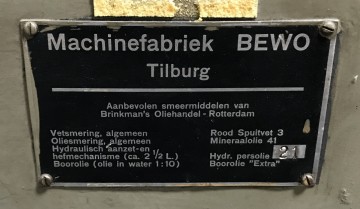 Machinefabriek BEWO
Tilburg
Aanbevolen smeermiddelen van
Brinkman's Oliehandel - Rotterdam
Vetsmering, algemeen Rood Spuitvet 3
Oliesmering, algemeen Mineraalolie 41
Hydraulisch aanzet-en
hefmechanisme (ca. 2 1/2 L.) Hydr. persolie 21
Boorolie (olie in water 1:10) Boorolie "Extra"